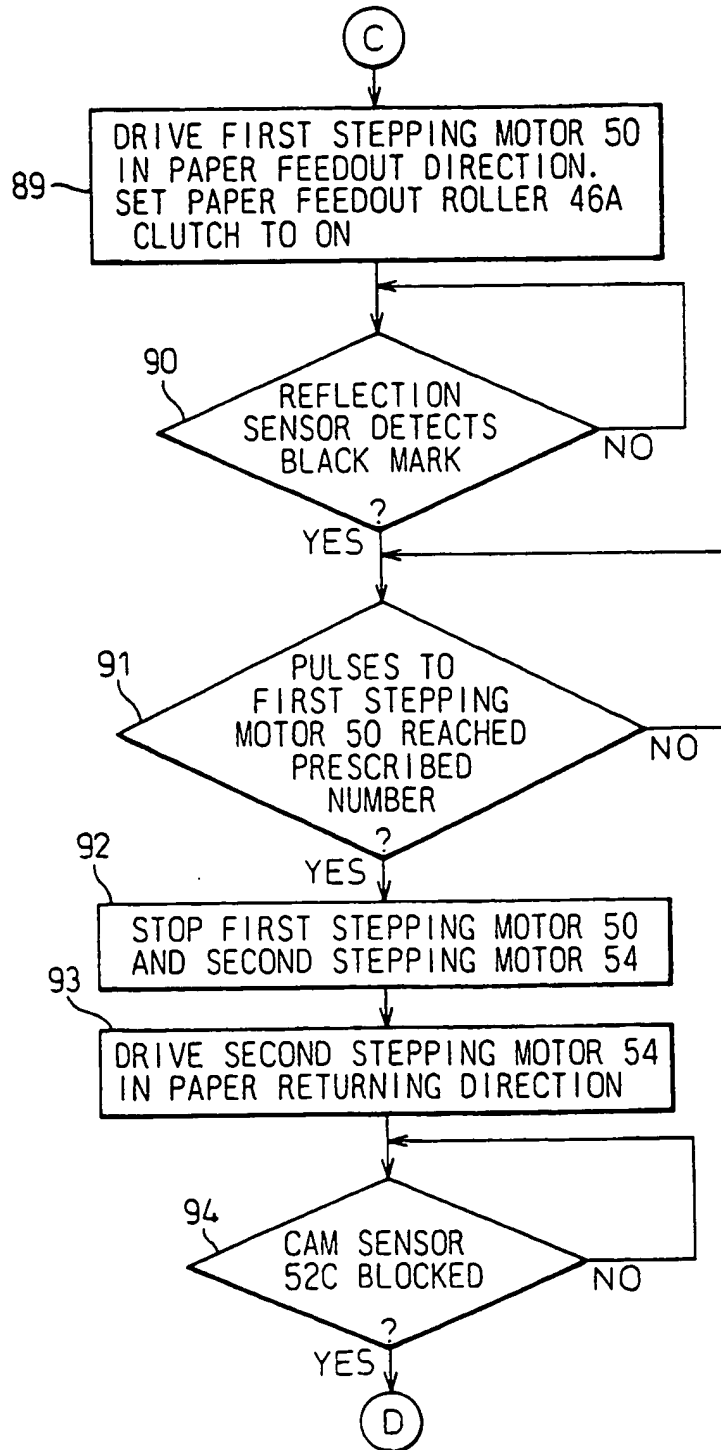 C
89
DRIVE FIRST STEPPING MOTOR 50
IN PAPER FEEDOUT DIRECTION.
SET PAPER FEEDOUT ROLLER 46A
CLUTCH TO ON
90
REFLECTION
SENSOR DETECTS
BLACK MARK
?
NO
YES
91
PULSES TO
FIRST STEPPING
MOTOR 50 REACHED
PRESCRIBED
NUMBER
?
NO
YES
92
STOP FIRST STEPPING MOTOR 50
AND SECOND STEPPING MOTOR 54
93
DRIVE SECOND STEPPING MOTOR 54
IN PAPER RETURNING DIRECTION
94
CAM SENSOR
52C BLOCKED
?
NO
YES
D